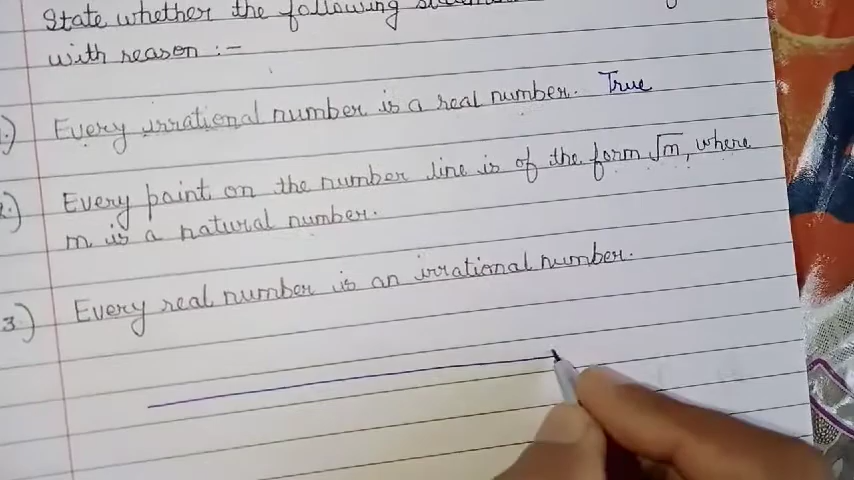 State whether the following
with reason :-
1.) Every irrational number is a real number. True
2.) Every point on the number line is of the form √m, where
m is a natural number.
3.) Every real number is an irrational number.